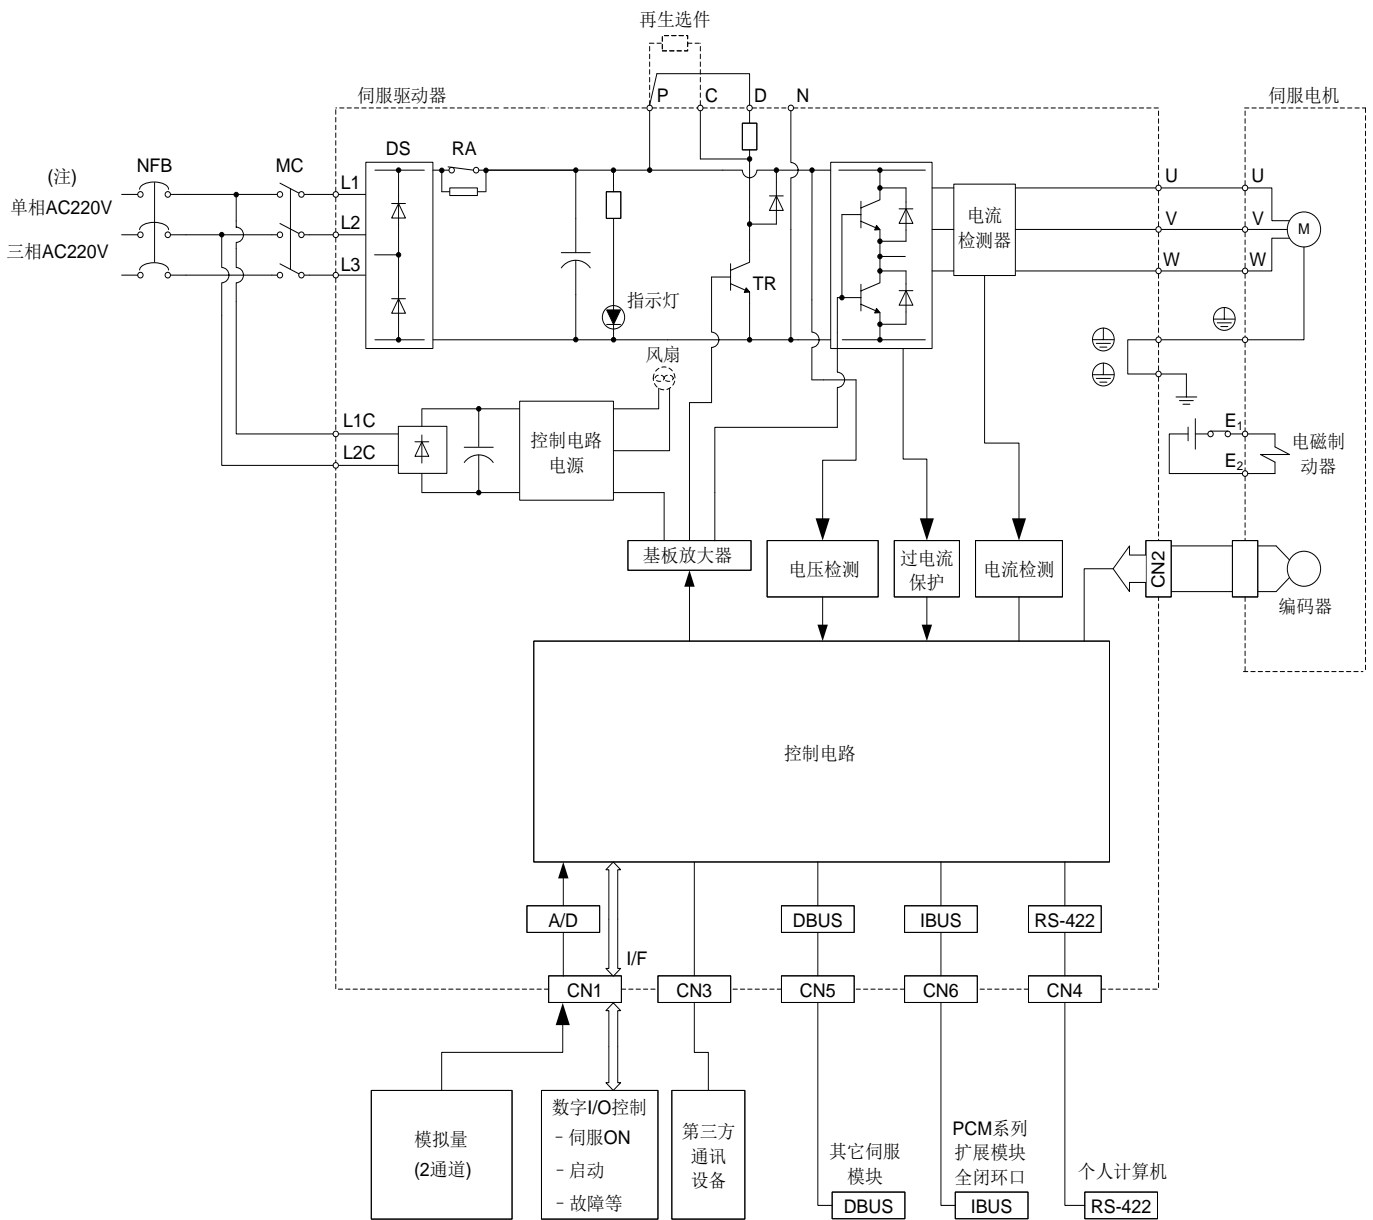 再生选件
伺服驱动器
P
C
D
N
伺服电机
DS
RA
NFB
MC
(注)
单相AC220V
三相AC220V
L1
L2
L3
电流
检测器
U
V
W
U
V
W
M
TR
指示灯
风扇
L1C
L2C
控制电路
电源
E1
E2
电磁制
动器
基板放大器
电压检测
过电流
保护
电流检测
CN2
编码器
控制电路
A/D
I/F
DBUS
IBUS
RS-422
CN1
CN3
CN5
CN6
CN4
模拟量
(2通道)
数字I/O控制
- 伺服ON
- 启动
- 故障等
第三方
通讯
设备
其它伺服
模块
DBUS
PCM系列
扩展模块
全闭环口
IBUS
个人计算机
RS-422